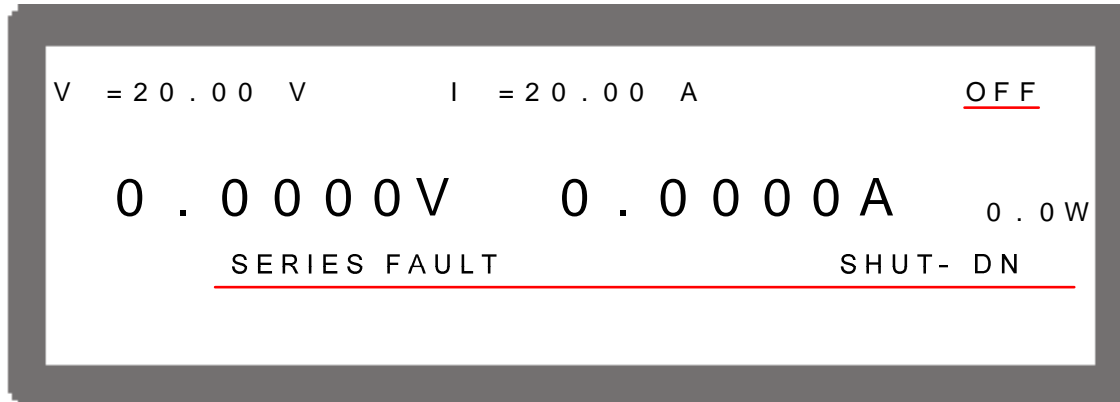 V =20.00 V I =20.00 A OFF
0.0000V 0.0000A 0.0W
SERIES FAULT SHUT- DN